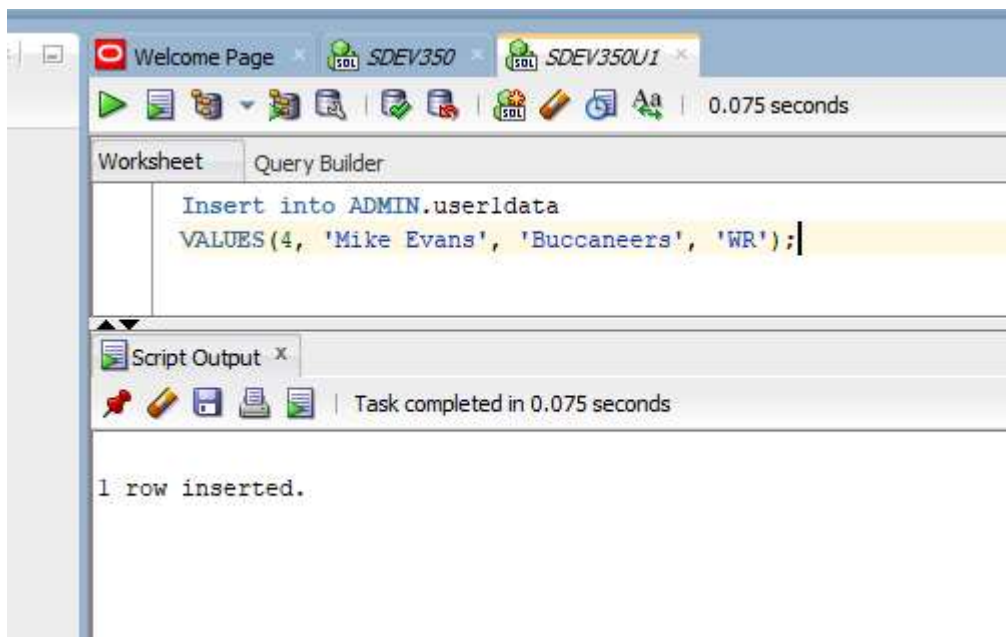 Welcome Page SDEV350 SDEV350U1
0.075 seconds
Worksheet Query Builder
Insert into ADMIN.user1data
VALUES(4, 'Mike Evans', 'Buccaneers', 'WR');
Script Output
Task completed in 0.075 seconds
1 row inserted.